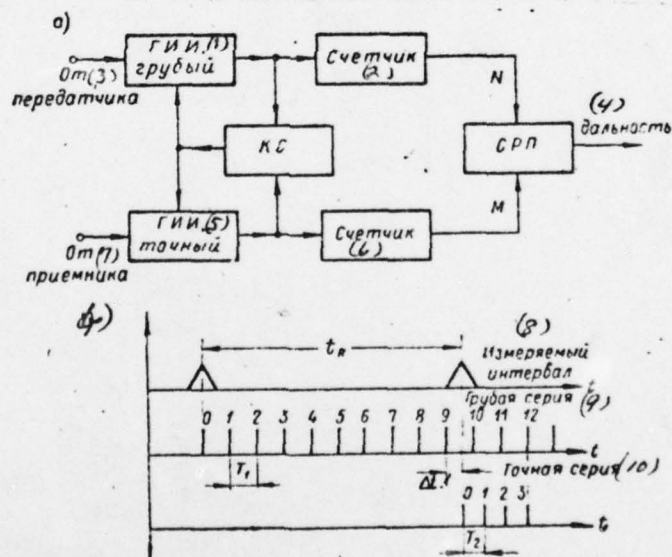 а)
ГИИ(1)
грубый
Счетчик
(2)
От(3)
передатчика
N
(4)
дальность
КС
СРП
M
ГИИ(5)
точный
Счетчик
(6)
От(7)
приемника
(8)
tR
Измеряемый
интервал
t
Грубая серия (9)
0 1 2 3 4 5 6 7 8 9 10 11 12
t
T1
Точная серия(10)
0 1 2 3
T2
t